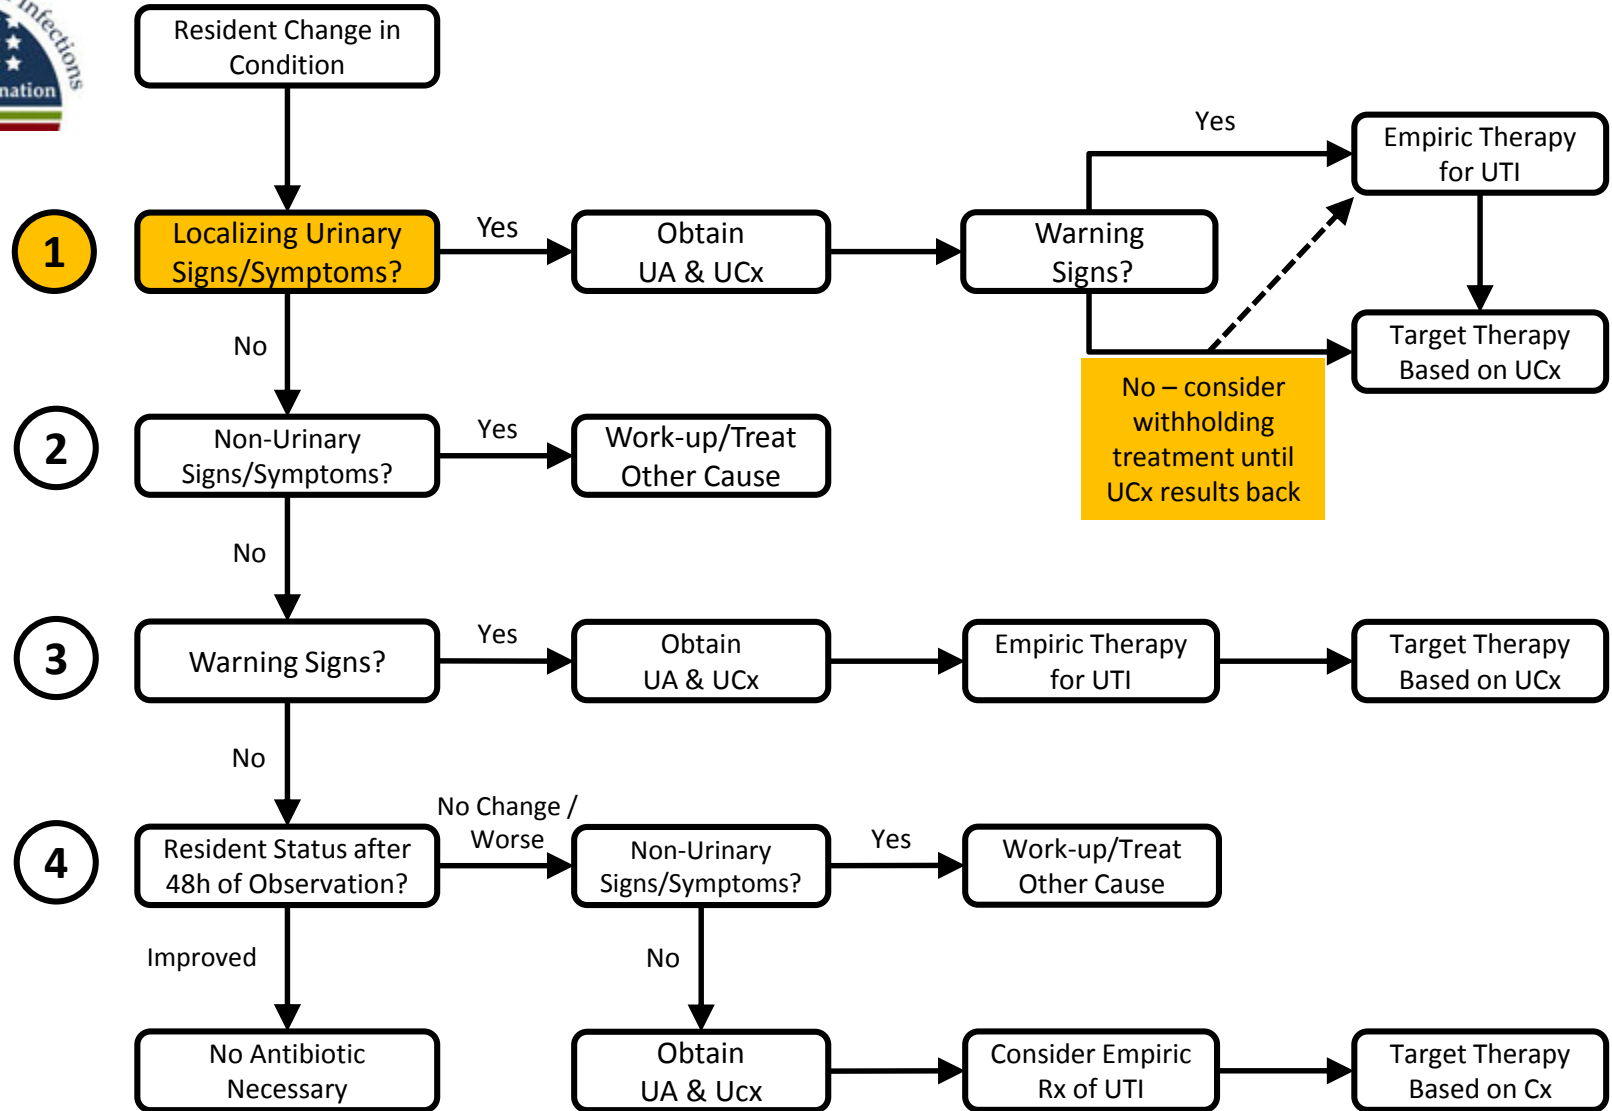 Infections
nation
Resident Change in
Condition
1
Localizing Urinary
Signs/Symptoms?
Yes
Obtain
UA & UCx
Warning
Signs?
Yes
Empiric Therapy
for UTI
Target Therapy
Based on UCx
No – consider
withholding
treatment until
UCx results back
No
2
Non-Urinary
Signs/Symptoms?
Yes
Work-up/Treat
Other Cause
No
3
Warning Signs?
Yes
Obtain
UA & UCx
Empiric Therapy
for UTI
Target Therapy
Based on UCx
No
4
Resident Status after
48h of Observation?
No Change /
Worse
Non-Urinary
Signs/Symptoms?
Yes
Work-up/Treat
Other Cause
Improved
No
No Antibiotic
Necessary
Obtain
UA & Ucx
Consider Empiric
Rx of UTI
Target Therapy
Based on Cx